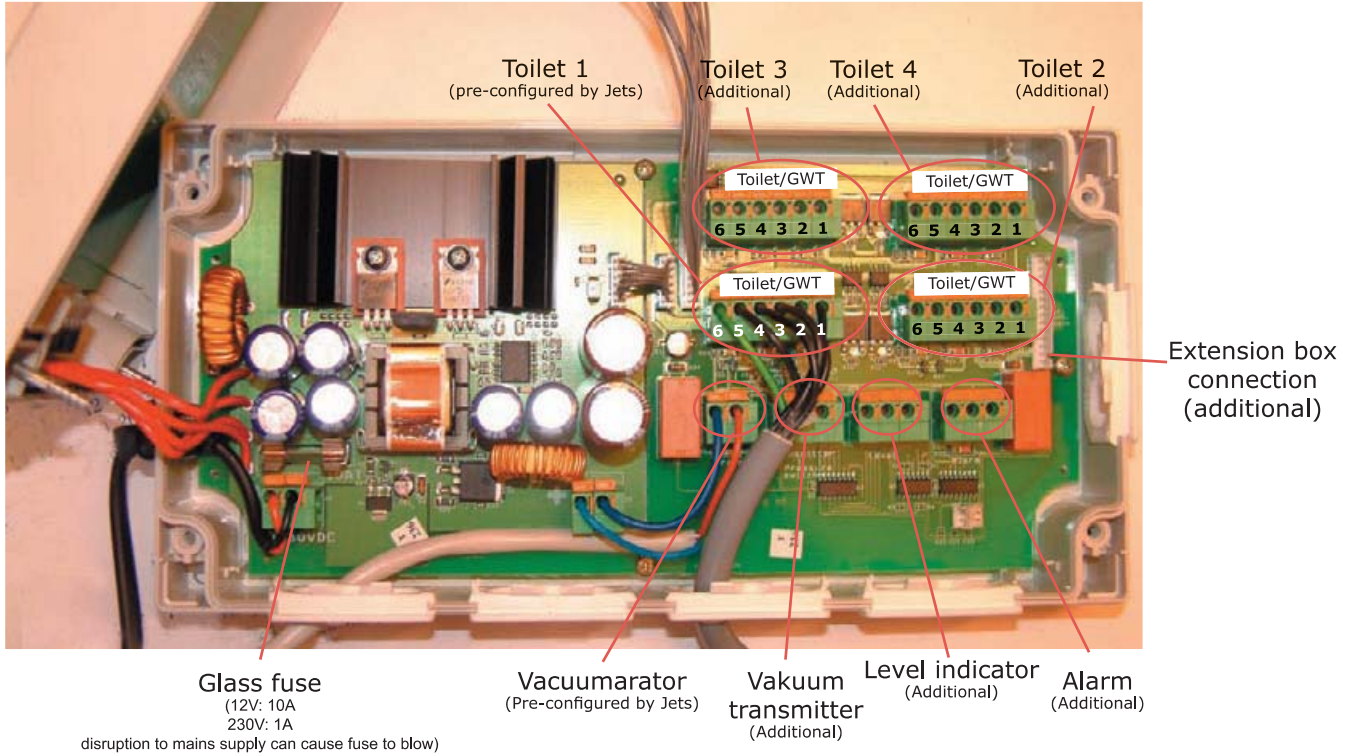 Toilet 1
(pre-configured by Jets)
Toilet 3
(Additional)
Toilet 4
(Additional)
Toilet 2
(Additional)
Toilet/GWT
6 5 4 3 2 1
Toilet/GWT
6 5 4 3 2 1
Toilet/GWT
6 5 4 3 2 1
Toilet/GWT
6 5 4 3 2 1
Extension box
connection
(additional)
Glass fuse
(12V: 10A
230V: 1A
disruption to mains supply can cause fuse to blow)
Vacuumarator
(Pre-configured by Jets)
Vakuum
transmitter
(Additional)
Level indicator
(Additional)
Alarm
(Additional)